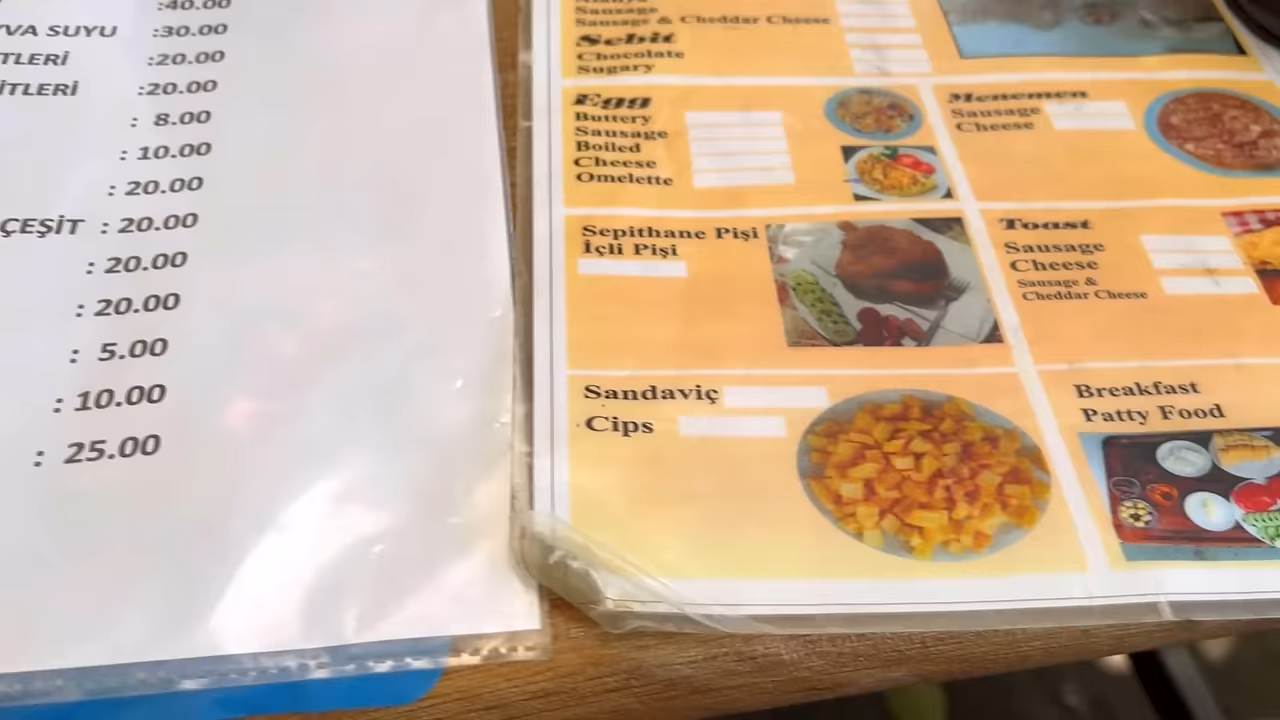 :40.00
YVA SUYU :30.00
TLERİ :20.00
İTLERİ :20.00
: 8.00
: 10.00
: 20.00
ÇEŞİT : 20.00
: 20.00
: 20.00
: 5.00
: 10.00
: 25.00
Sausage
Sausage & Cheddar Cheese
Sebit
Chocolate
Sugary
Egg
Buttery
Sausage
Boiled
Cheese
Omelette
Menemen
Sausage
Cheese
Sepithane Pişi
İçli Pişi
Toast
Sausage
Cheese
Sausage &
Cheddar Cheese
Sandaviç
Cips
Breakfast
Patty Food